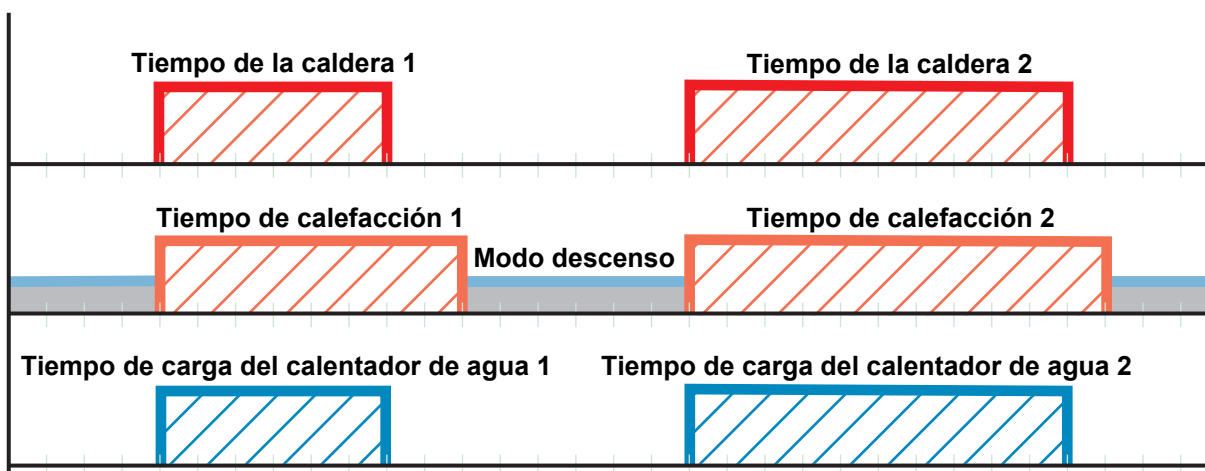 Tiempo de la caldera 1
Tiempo de la caldera 2
Tiempo de calefacción 1
Tiempo de calefacción 2
Modo descenso
Tiempo de carga del calentador de agua 1
Tiempo de carga del calentador de agua 2